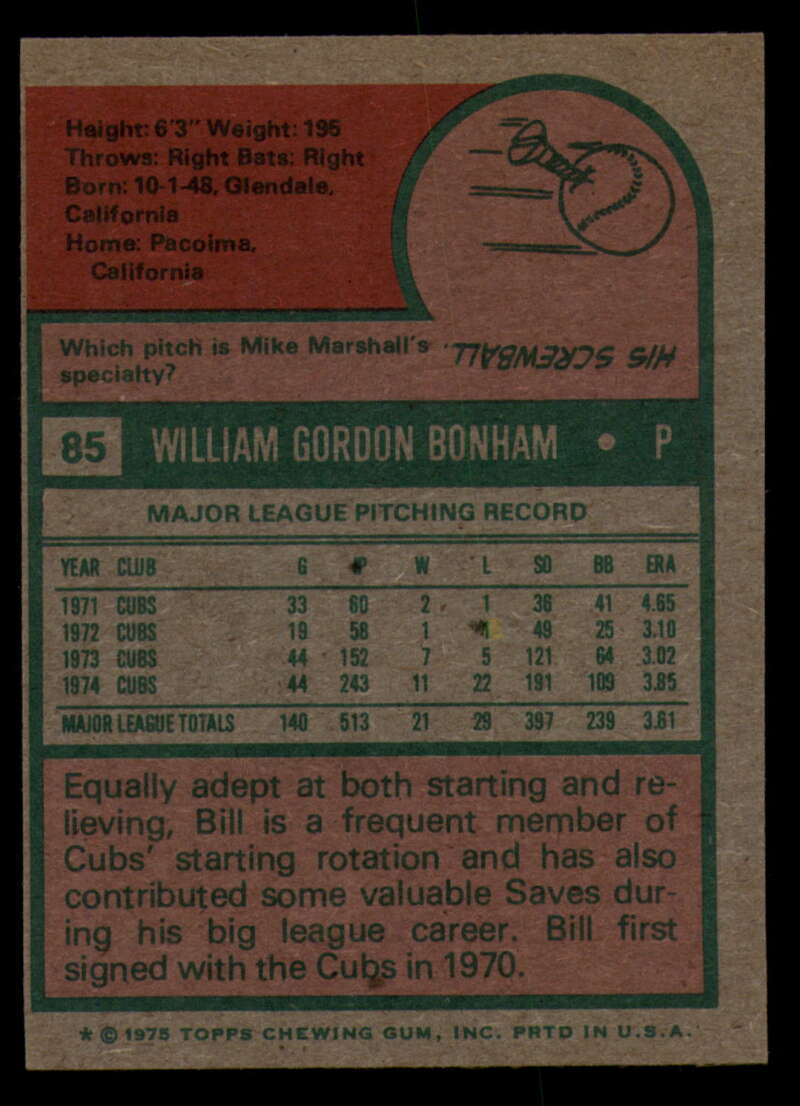 Height: 6'3" Weight: 195
Throws: Right Bats: Right
Born: 10-1-48, Glendale,
California
Home: Pacoima,
California
Which pitch is Mike Marshall's
specialty?
HIS SCREWBALL.
85 WILLIAM GORDON BONHAM • P
MAJOR LEAGUE PITCHING RECORD
YEAR CLUB G IP W L SO BB ERA
1971 CUBS 33 60 2 1 36 41 4.65
1972 CUBS 19 58 1 1 49 25 3.10
1973 CUBS 44 152 7 5 121 64 3.02
1974 CUBS 44 243 11 22 191 109 3.85
MAJOR LEAGUE TOTALS 140 513 21 29 397 239 3.61
Equally adept at both starting and re-
lieving, Bill is a frequent member of
Cubs' starting rotation and has also
contributed some valuable Saves dur-
ing his big league career. Bill first
signed with the Cubs in 1970.
* © 1975 TOPPS CHEWING GUM, INC. PRTD IN U.S.A.